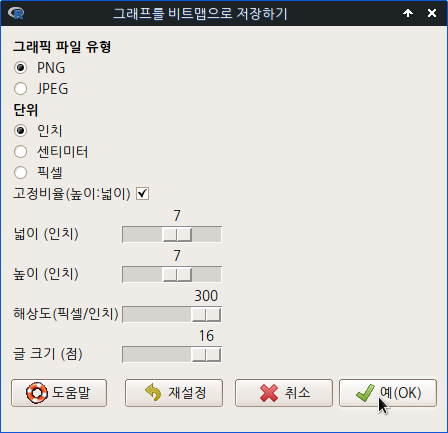 그래프를 비트맵으로 저장하기
그래픽 파일 유형
PNG
JPEG
단위
인치
센티미터
픽셀
고정비율(높이:넓이)
7
넓이 (인치)
7
높이 (인치)
300
해상도(픽셀/인치)
16
글 크기 (점)
도움말 재설정 취소 예(OK)